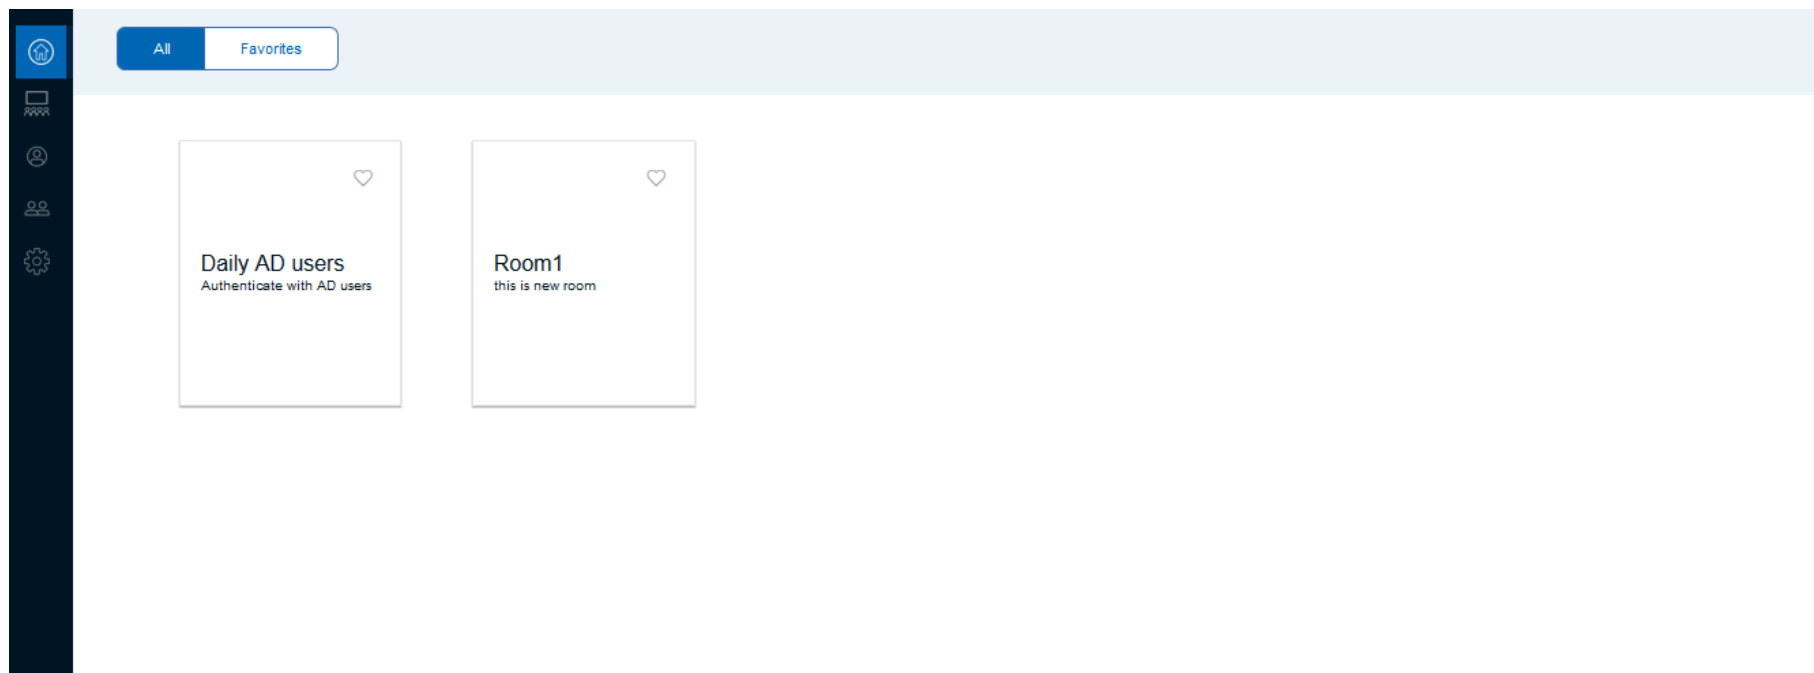 All
Favorites
Daily AD users
Authenticate with AD users
Room1
this is new room